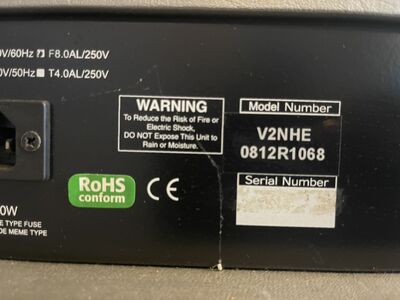 0V/60Hz F8.0AL/250V
0V/50Hz T4.0AL/250V
WARNING
To Reduce the Risk of Fire or
Electric Shock,
DO NOT Expose This Unit to
Rain or Moisture.
Model Number
V2NHE
0812R1068
Serial Number
RoHS
conform
CE
0W
E TYPE FUSE
DE MEME TYPE